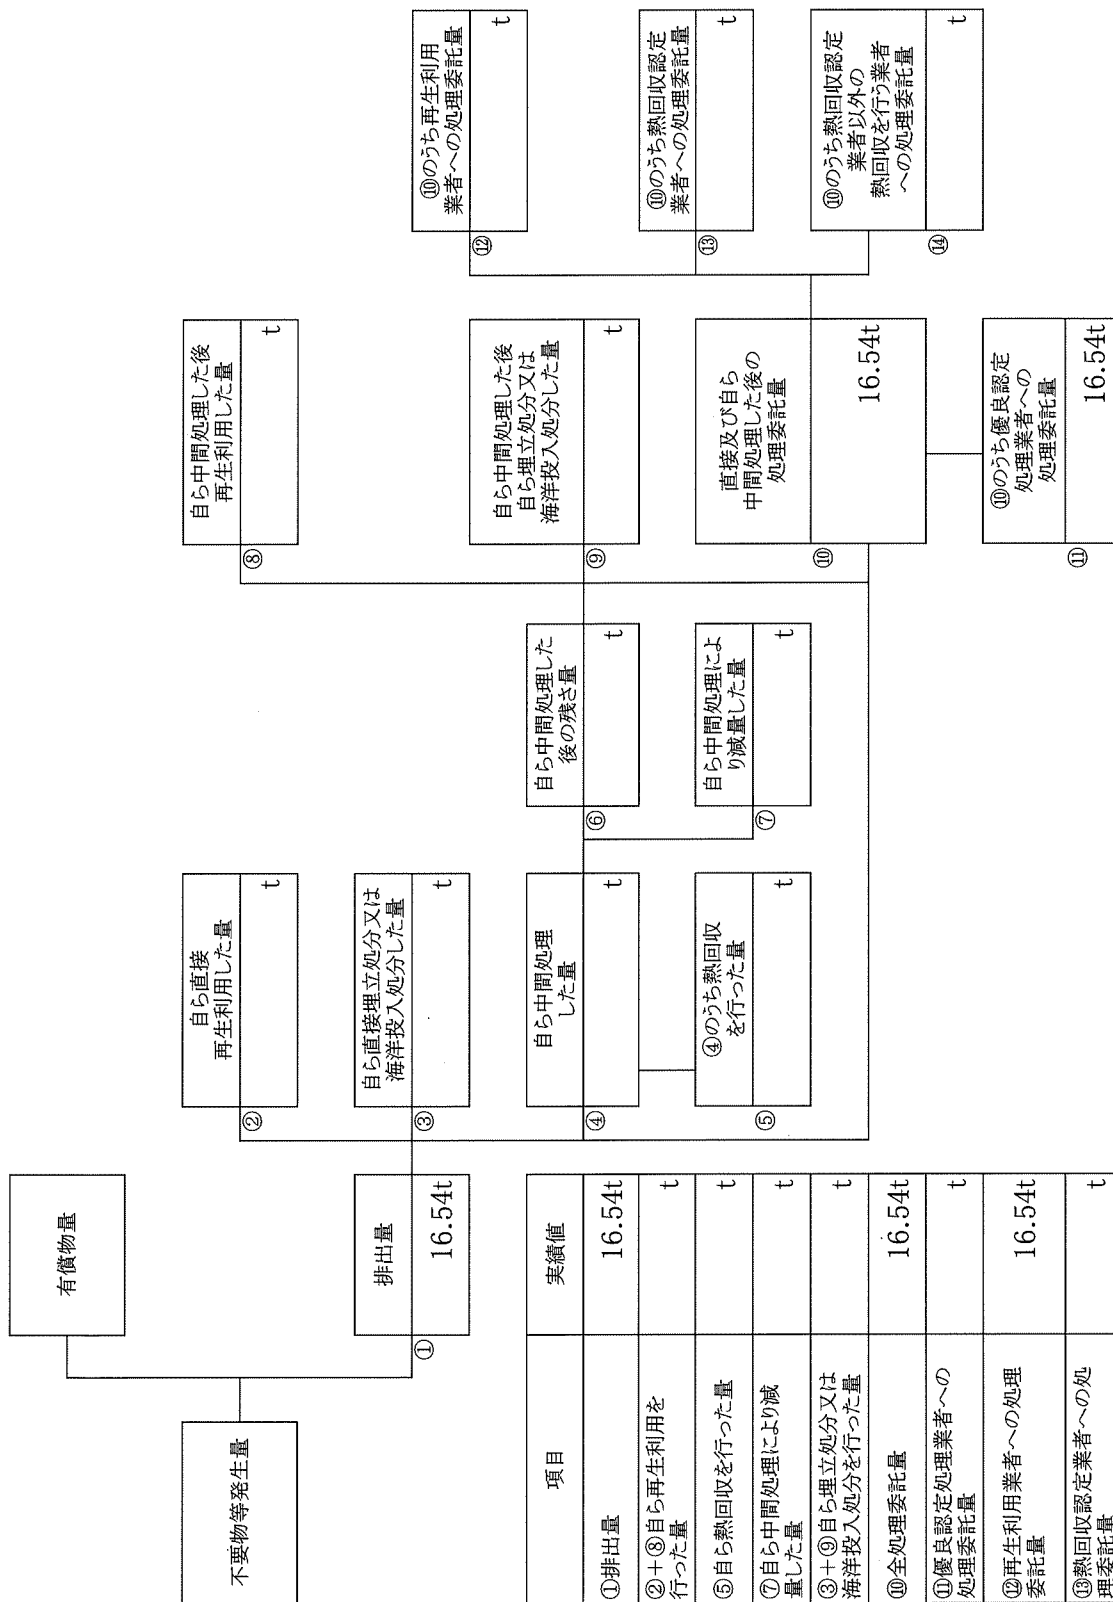 不要物等発生量
有償物量
①
排出量
16.54t
②
自ら直接
再生利用した量
t
③
自ら直接埋立処分又は
海洋投入処分した量
t
④
自ら中間処理
した量
t
⑤
④のうち熱回収
を行った量
t
⑥
自ら中間処理した
後の残さ量
t
⑦
自ら中間処理によ
り減量した量
t
⑧
自ら中間処理した後
再生利用した量
t
⑨
自ら中間処理した後
自ら埋立処分又は
海洋投入処分した量
t
⑩
直接及び自ら
中間処理した後の
処理委託量
16.54t
⑪
⑩のうち優良認定
処理業者への
処理委託量
16.54t
⑫
⑩のうち再生利用
業者への処理委託量
t
⑬
⑩のうち熱回収認定
業者への処理委託量
t
⑭
⑩のうち熱回収認定
業者以外の
熱回収を行う業者
への処理委託量
t
項目 実績値
①排出量 16.54t
②+⑧自ら再生利用を
行った量 t
⑤自ら熱回収を行った量 t
⑦自ら中間処理により減
量した量 t
③+⑨自ら埋立処分又は
海洋投入処分を行った量 t
⑩全処理委託量 16.54t
⑪優良認定処理業者への
処理委託量 t
⑫再生利用業者への処理
委託量 16.54t
⑬熱回収認定業者への処
理委託量 t